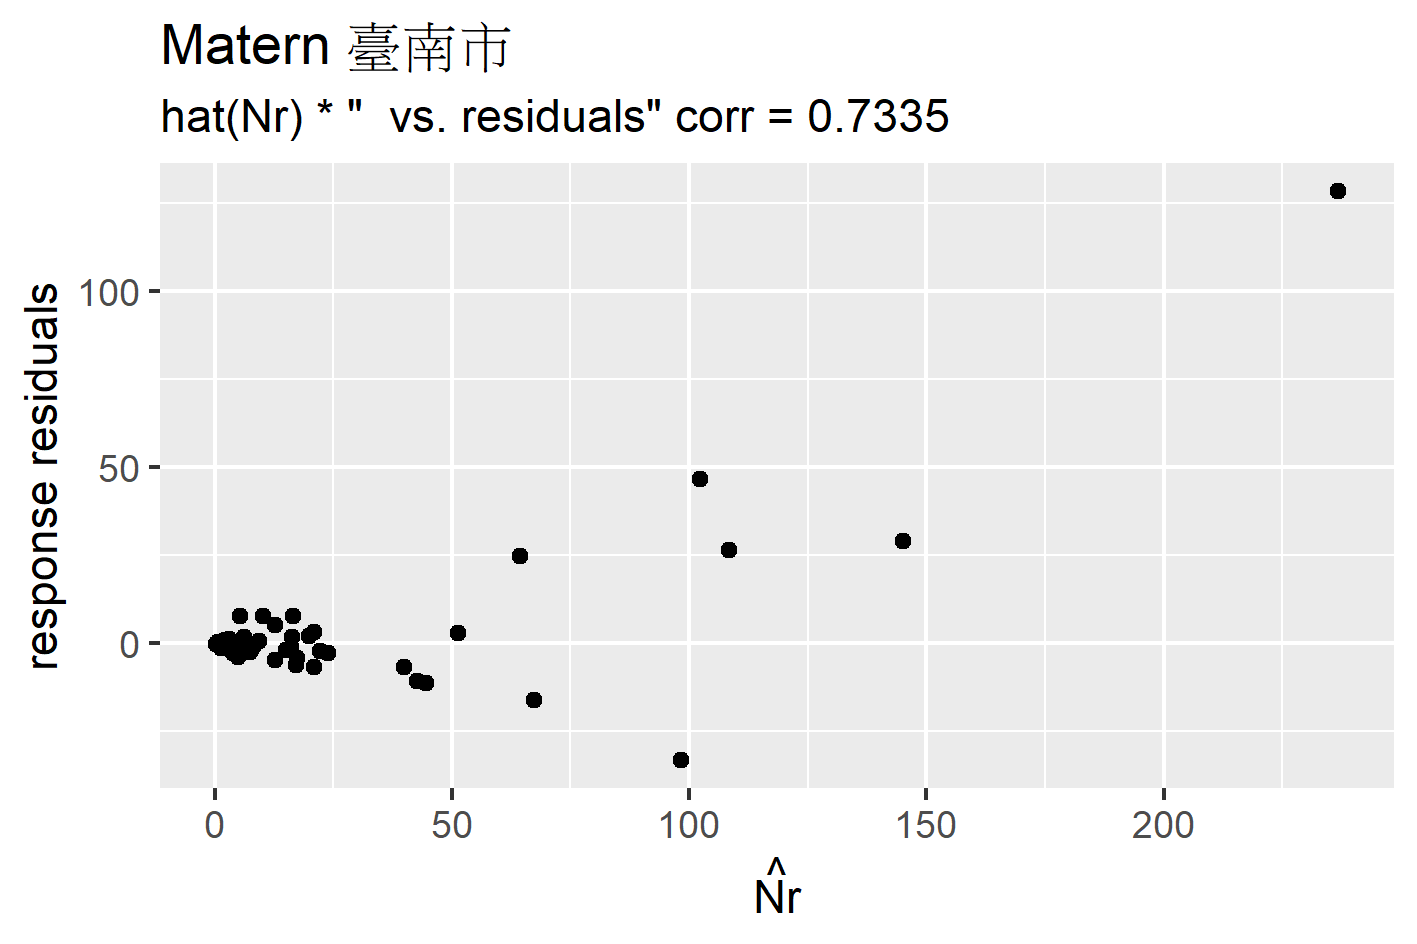 Matern 臺南市
hat(Nr) * "  vs. residuals" corr = 0.7335
response residuals
100
50
0
0 50 100 150 200
N̂r